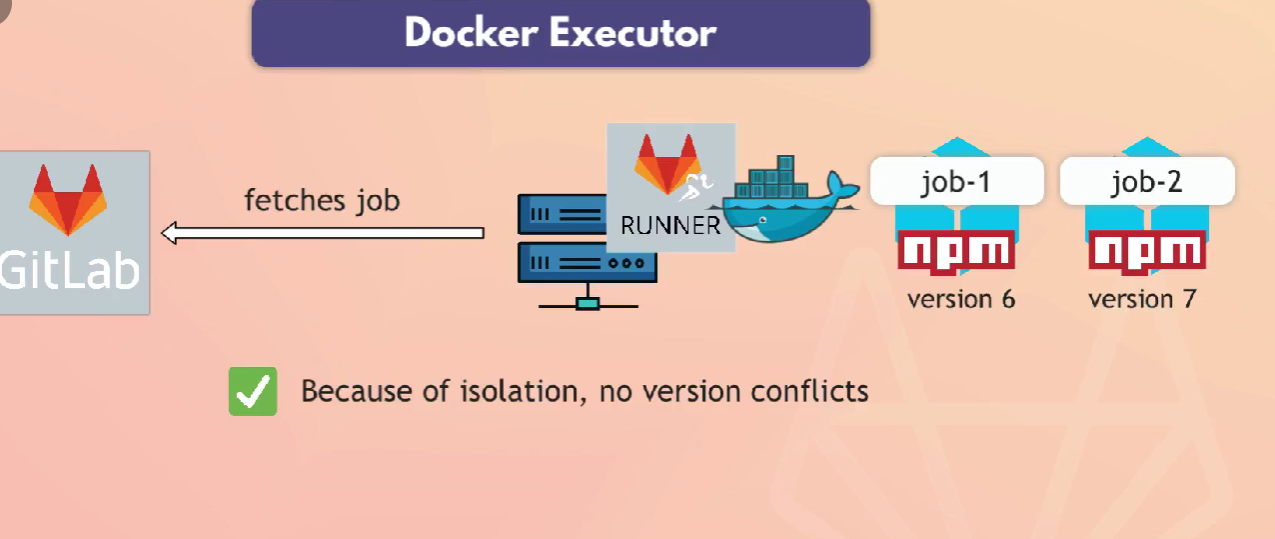 Docker Executor
GitLab
fetches job
RUNNER
job-1
npm
version 6
job-2
npm
version 7
Because of isolation, no version conflicts